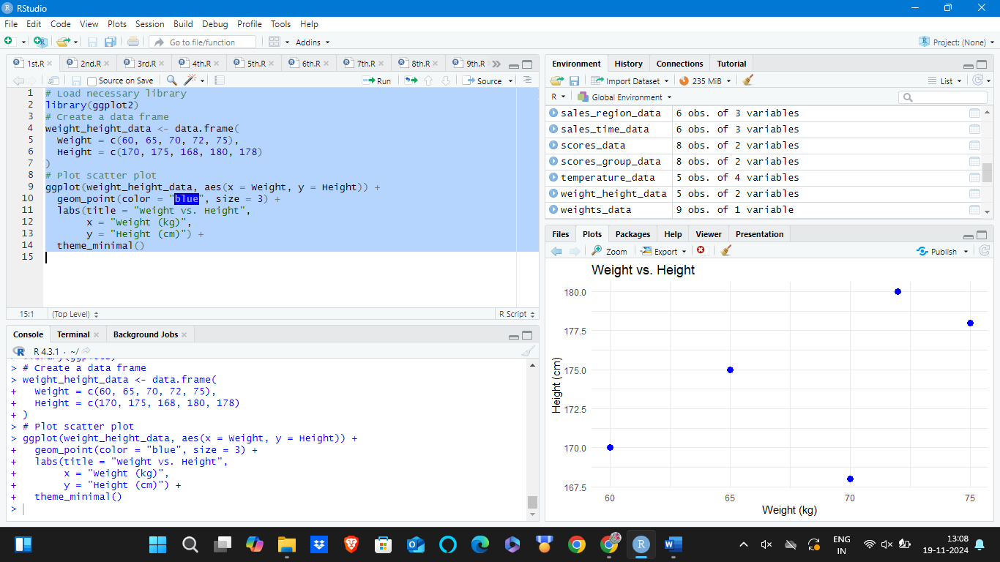 RStudio
File Edit Code View Plots Session Build Debug Profile Tools Help
Go to file/function Addins Project: (None)
1st.R 2nd.R 3rd.R 4th.R 5th.R 6th.R 7th.R 8th.R 9th.R
Source on Save Run Source
1 # Load necessary library
2 library(ggplot2)
3 # Create a data frame
4 weight_height_data <- data.frame(
5 Weight = c(60, 65, 70, 72, 75),
6 Height = c(170, 175, 168, 180, 178)
7 )
8 # Plot scatter plot
9 ggplot(weight_height_data, aes(x = Weight, y = Height)) +
10 geom_point(color = "blue", size = 3) +
11 labs(title = "Weight vs. Height",
12 x = "Weight (kg)",
13 y = "Height (cm)") +
14 theme_minimal()
15
15:1 (Top Level) R Script
Console Terminal Background Jobs
R 4.3.1 · ~/
> # Create a data frame
> weight_height_data <- data.frame(
+ Weight = c(60, 65, 70, 72, 75),
+ Height = c(170, 175, 168, 180, 178)
+ )
> # Plot scatter plot
> ggplot(weight_height_data, aes(x = Weight, y = Height)) +
+ geom_point(color = "blue", size = 3) +
+ labs(title = "Weight vs. Height",
+ x = "Weight (kg)",
+ y = "Height (cm)") +
+ theme_minimal()
>
Environment History Connections Tutorial
Import Dataset 235 MiB List
R Global Environment
sales_region_data 6 obs. of 3 variables
sales_time_data 6 obs. of 3 variables
scores_data 8 obs. of 2 variables
scores_group_data 8 obs. of 2 variables
temperature_data 5 obs. of 4 variables
weight_height_data 5 obs. of 2 variables
weights_data 9 obs. of 1 variable
Files Plots Packages Help Viewer Presentation
Zoom Export Publish
Weight vs. Height
180.0
177.5
175.0
172.5
170.0
167.5
Height (cm)
60 65 70 75
Weight (kg)
ENG
IN
13:08
19-11-2024